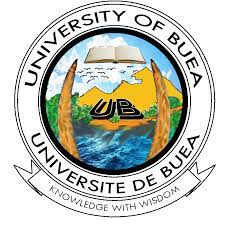 UNIVERSITY OF BUEA
UB
UNIVERSITE DE BUEA
KNOWLEDGE WITH WISDOM